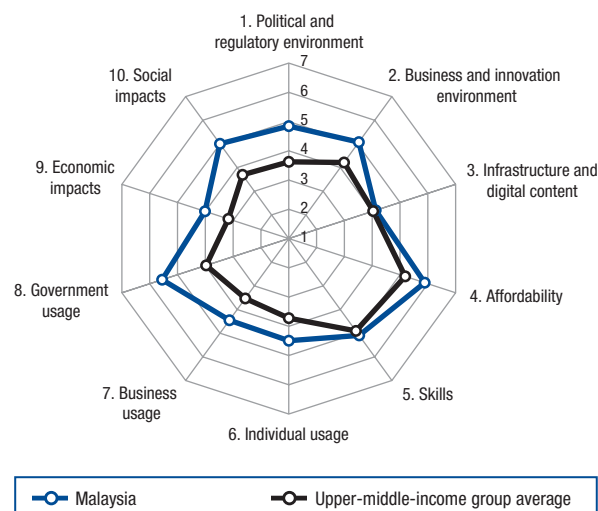 1. Political and
regulatory environment
2. Business and innovation
environment
3. Infrastructure and
digital content
4. Affordability
5. Skills
6. Individual usage
7. Business
usage
8. Government
usage
9. Economic
impacts
10. Social
impacts
7
6
5
4
3
2
1
Malaysia
Upper-middle-income group average